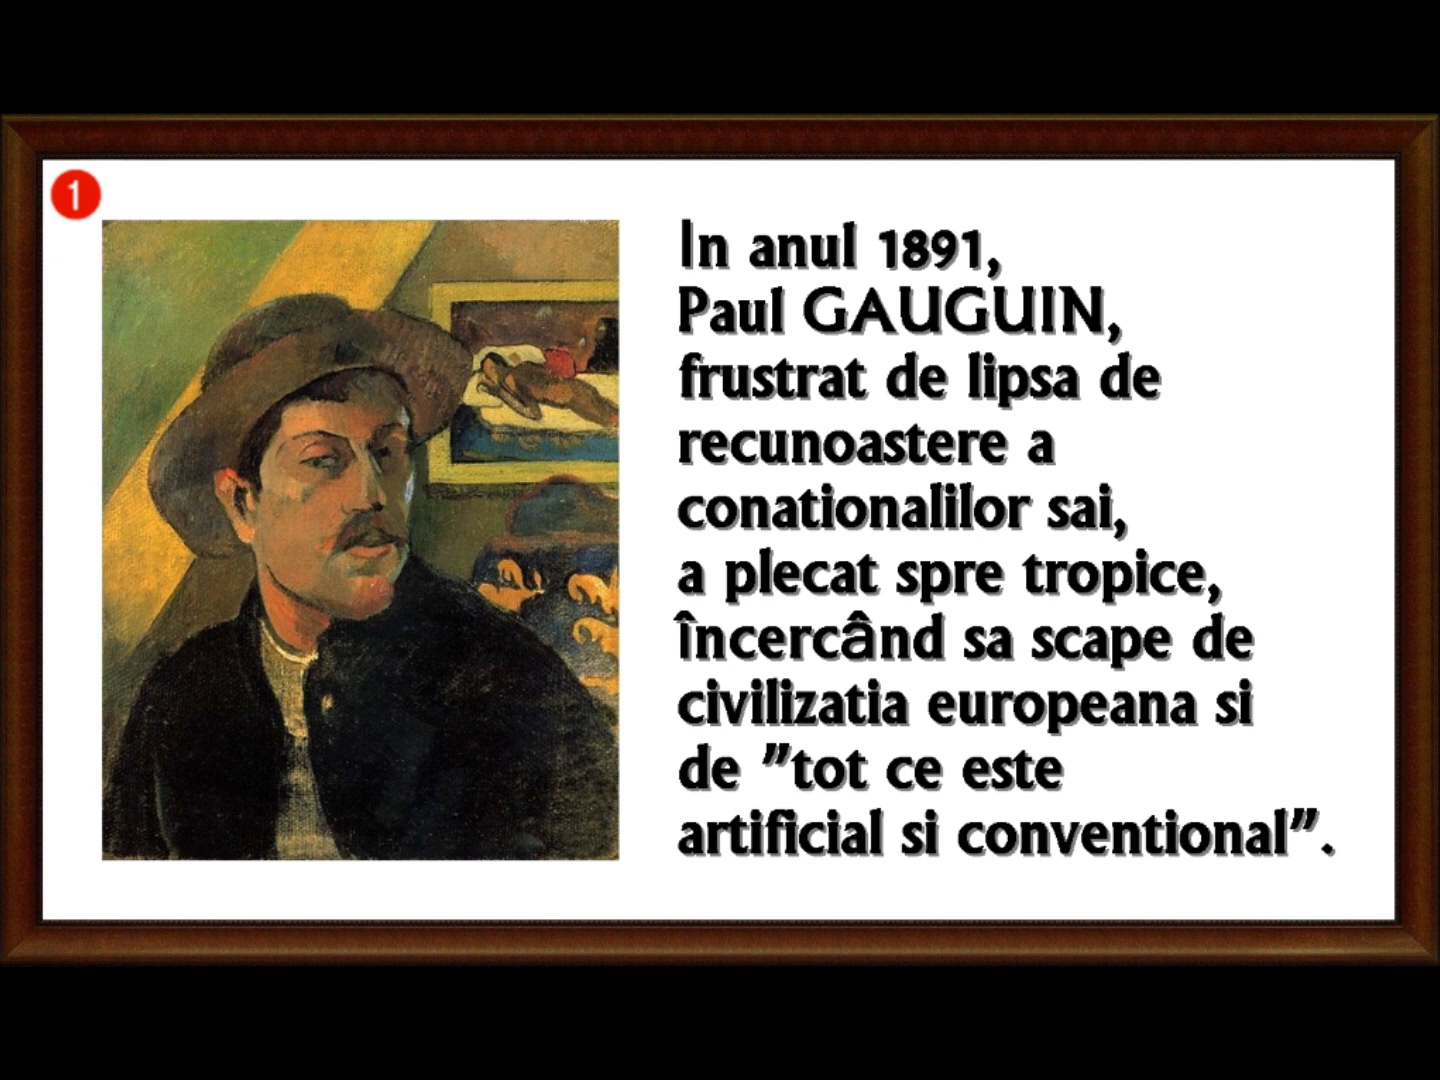 1
In anul 1891,
Paul GAUGUIN,
frustrat de lipsa de
recunoastere a
conationalilor sai,
a plecat spre tropice,
încercând sa scape de
civilizatia europeana si
de "tot ce este
artificial si conventional".